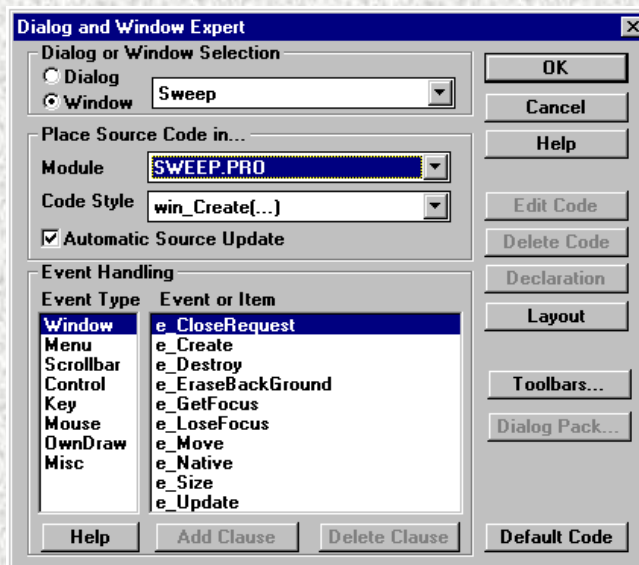 Dialog and Window Expert
Dialog or Window Selection
Dialog
Window
Sweep
OK
Cancel
Help
Place Source Code in...
Module
SWEEP.PRO
Code Style
win_Create(...)
Automatic Source Update
Edit Code
Delete Code
Declaration
Layout
Toolbars...
Dialog Pack...
Default Code
Event Handling
Event Type
Event or Item
Window
Menu
Scrollbar
Control
Key
Mouse
OwnDraw
Misc
e_CloseRequest
e_Create
e_Destroy
e_EraseBackGround
e_GetFocus
e_LoseFocus
e_Move
e_Native
e_Size
e_Update
Help
Add Clause
Delete Clause